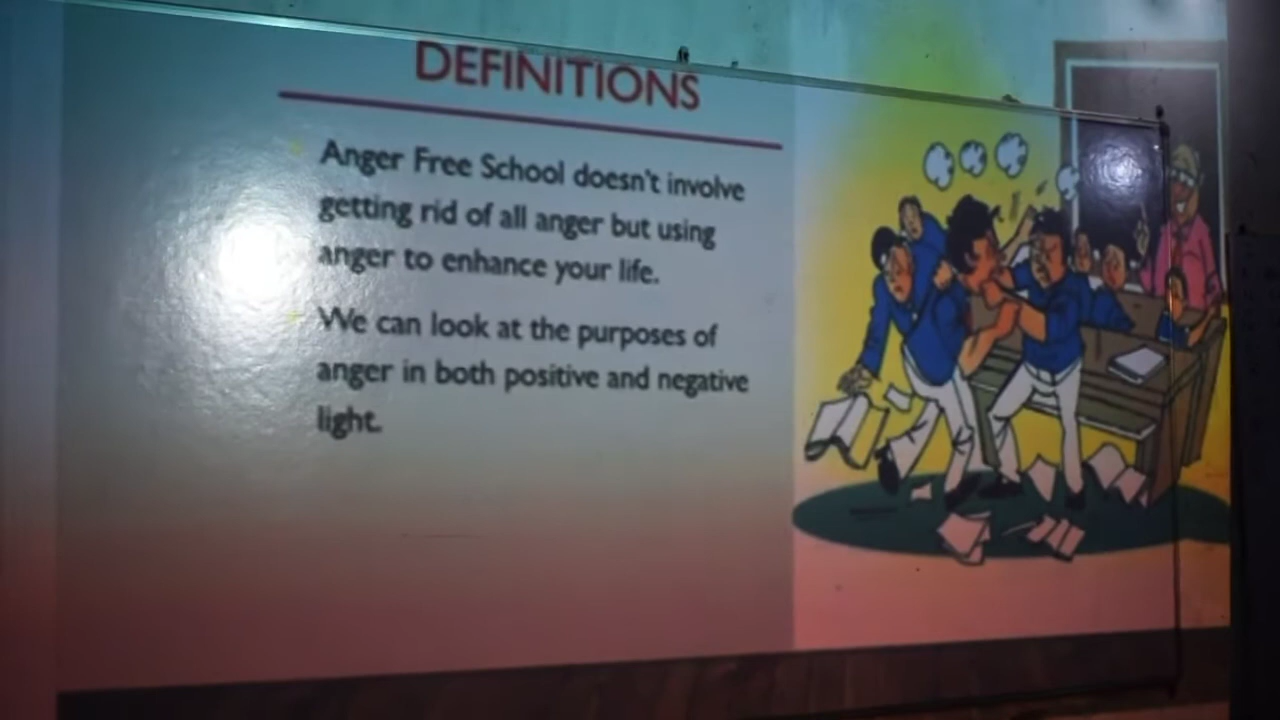 DEFINITIONS
Anger Free School doesn't involve
getting rid of all anger but using
anger to enhance your life.
We can look at the purposes of
anger in both positive and negative
light.